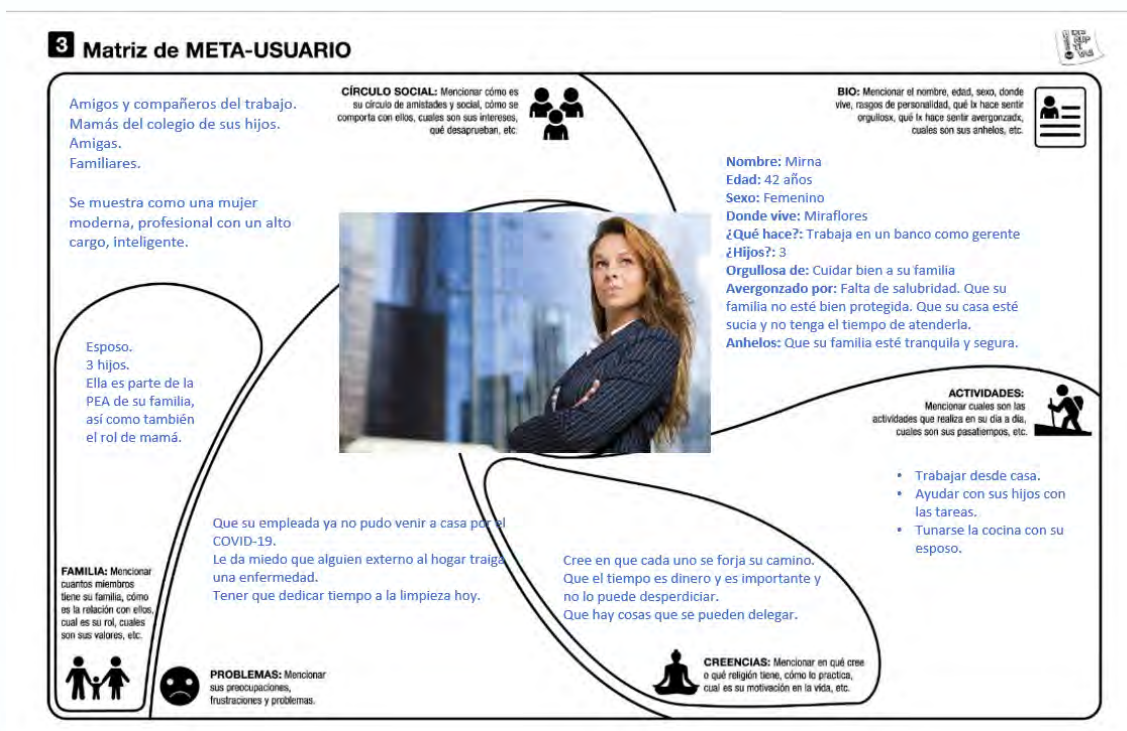 3 Matriz de META-USUARIO
CÍRCULO SOCIAL: Mencionar cómo es
su círculo de amistades y social, cómo se
comporta con ellos, cuales son sus intereses,
qué desaprueban, etc.
Amigos y compañeros del trabajo.
Mamás del colegio de sus hijos.
Amigas.
Familiares.
Se muestra como una mujer
moderna, profesional con un alto
cargo, inteligente.
BIO: Mencionar el nombre, edad, sexo, donde
vive, rasgos de personalidad, qué lx hace sentir
orgullosx, qué lx hace sentir avergonzadx,
cuales son sus anhelos, etc.
Nombre: Mirna
Edad: 42 años
Sexo: Femenino
Donde vive: Miraflores
¿Qué hace?: Trabaja en un banco como gerente
¿Hijos?: 3
Orgullosa de: Cuidar bien a su familia
Avergonzado por: Falta de salubridad. Que su
familia no esté bien protegida. Que su casa esté
sucia y no tenga el tiempo de atenderla.
Anhelos: Que su familia esté tranquila y segura.
Esposo.
3 hijos.
Ella es parte de la
PEA de su familia,
así como también
el rol de mamá.
FAMILIA: Mencionar
cuantos miembros
tiene su familia, cómo
es la relación con ellos,
cual es su rol, cuales
son sus valores, etc.
ACTIVIDADES:
Mencionar cuales son las
actividades que realiza en su día a día,
cuales son sus pasatiempos, etc.
• Trabajar desde casa.
• Ayudar con sus hijos con
las tareas.
• Tunarse la cocina con su
esposo.
Que su empleada ya no pudo venir a casa por el
COVID-19.
Le da miedo que alguien externo al hogar traiga
una enfermedad.
Tener que dedicar tiempo a la limpieza hoy.
PROBLEMAS: Mencionar
sus preocupaciones,
frustraciones y problemas.
Cree en que cada uno se forja su camino.
Que el tiempo es dinero y es importante y
no lo puede desperdiciar.
Que hay cosas que se pueden delegar.
CREENCIAS: Mencionar en qué cree
o qué religión tiene, cómo lo practica,
cual es su motivación en la vida, etc.